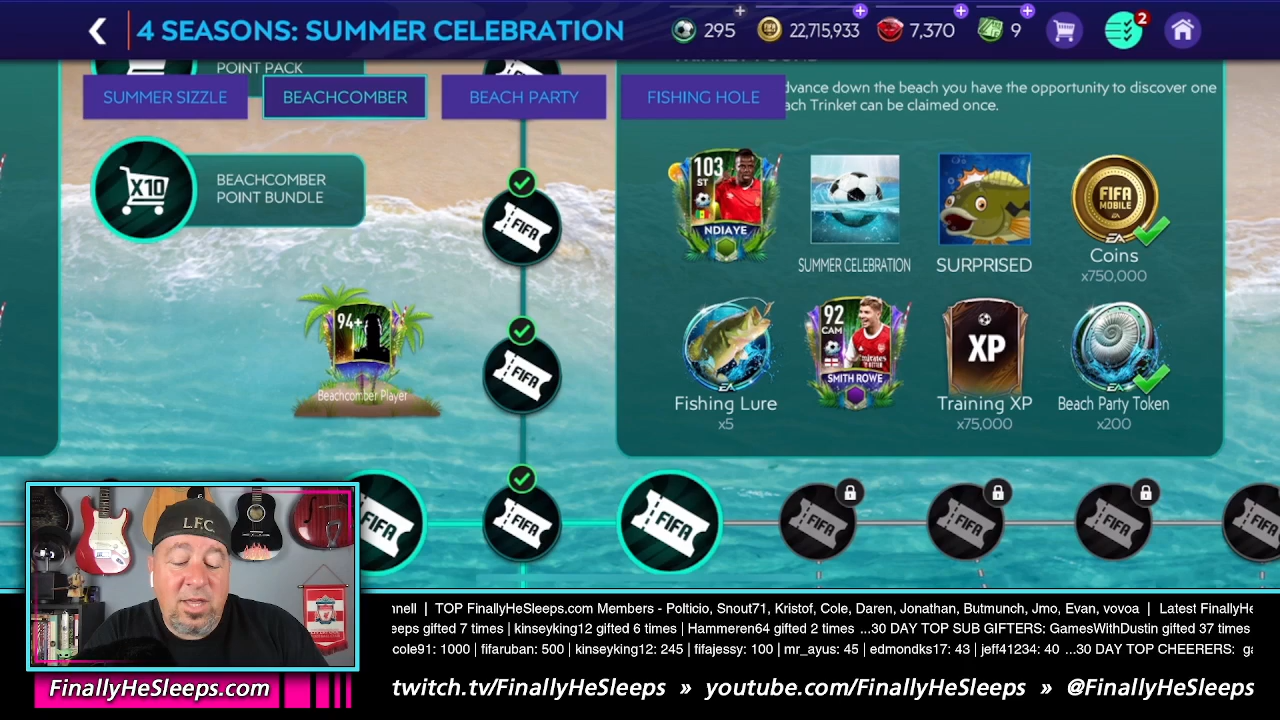 4 SEASONS: SUMMER CELEBRATION
295
22,715,933
7,370
9
2
POINT PACK
SUMMER SIZZLE
BEACHCOMBER
BEACH PARTY
FISHING HOLE
advance down the beach you have the opportunity to discover one
ach Trinket can be claimed once.
X10
BEACHCOMBER
POINT BUNDLE
FIFA
FIFA
94+
Beachcomber Player
103
ST
NDIAYE
SUMMER CELEBRATION
SURPRISED
FIFA
MOBILE
EA
Coins
x750,000
EA
Fishing Lure
x5
92
CAM
SMITH ROWE
XP
Training XP
x75,000
EA
Beach Party Token
x200
FIFA
FIFA
FIFA
FIFA
FIFA
FIFA
FIFA
L.F.C.
nnell | TOP FinallyHeSleeps.com Members - Polticio, Snout71, Kristof, Cole, Daren, Jonathan, Butmunch, Jmo, Evan, vovoa | Latest FinallyHe
eeps gifted 7 times | kinseyking12 gifted 6 times | Hammeren64 gifted 2 times ...30 DAY TOP SUB GIFTERS: GamesWithDustin gifted 37 times
cole91: 1000 | fifaruban: 500 | kinseyking12: 245 | fifajessy: 100 | mr_ayus: 45 | edmondks17: 43 | jeff41234: 40 ...30 DAY TOP CHEERERS: ga
FinallyHeSleeps.com
twitch.tv/FinallyHeSleeps » youtube.com/FinallyHeSleeps » @FinallyHeSleeps